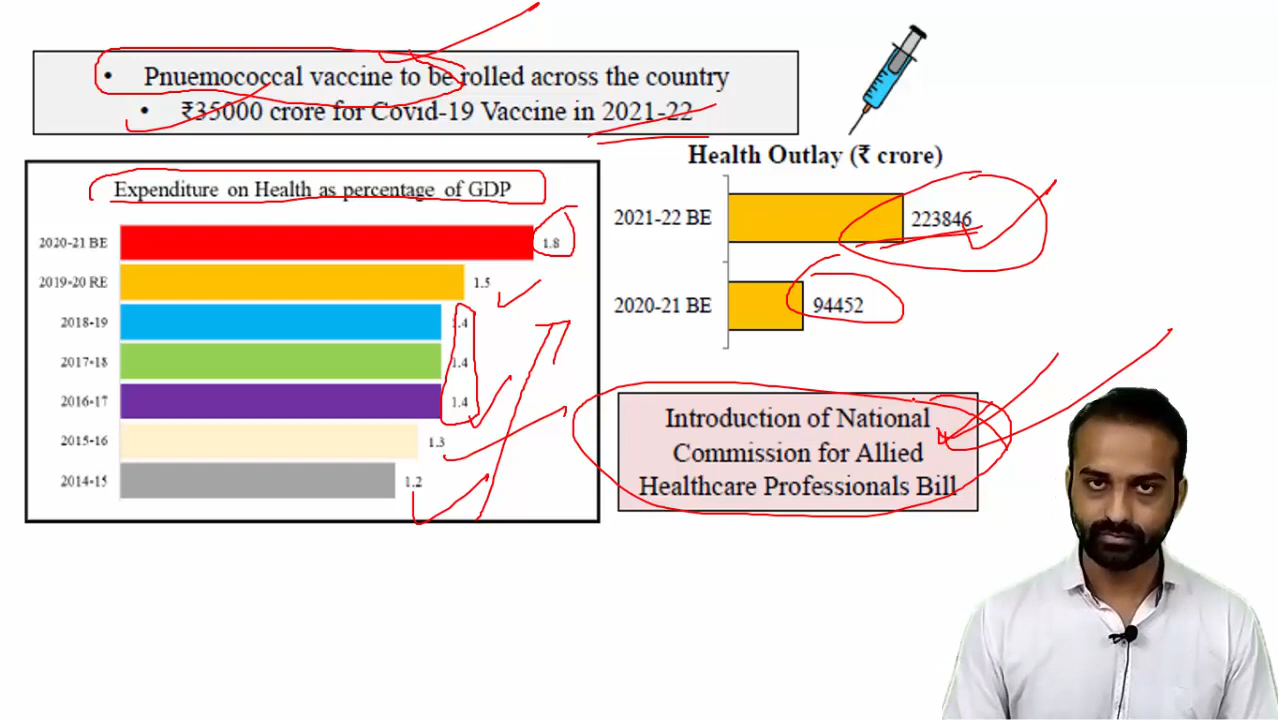 • Pnuemococcal vaccine to be rolled across the country
• ₹35000 crore for Covid-19 Vaccine in 2021-22
Expenditure on Health as percentage of GDP
2020-21 BE 1.8
2019-20 RE 1.5
2018-19 1.4
2017-18 1.4
2016-17 1.4
2015-16 1.3
2014-15 1.2
Health Outlay (₹ crore)
2021-22 BE 223846
2020-21 BE 94452
Introduction of National
Commission for Allied
Healthcare Professionals Bill